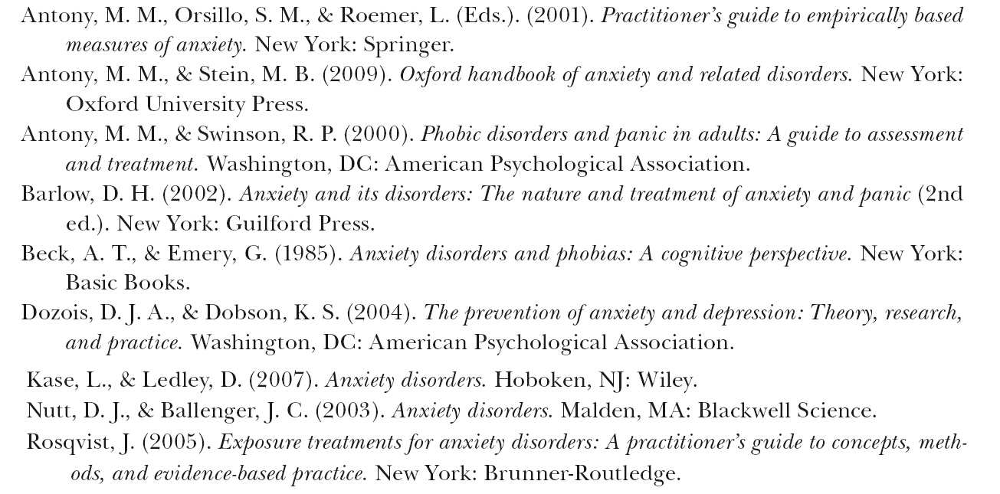 Antony, M. M., Orsillo, S. M., & Roemer, L. (Eds.). (2001). Practitioner’s guide to empirically based
measures of anxiety. New York: Springer.
Antony, M. M., & Stein, M. B. (2009). Oxford handbook of anxiety and related disorders. New York:
Oxford University Press.
Antony, M. M., & Swinson, R. P. (2000). Phobic disorders and panic in adults: A guide to assessment
and treatment. Washington, DC: American Psychological Association.
Barlow, D. H. (2002). Anxiety and its disorders: The nature and treatment of anxiety and panic (2nd
ed.). New York: Guilford Press.
Beck, A. T., & Emery, G. (1985). Anxiety disorders and phobias: A cognitive perspective. New York:
Basic Books.
Dozois, D. J. A., & Dobson, K. S. (2004). The prevention of anxiety and depression: Theory, research,
and practice. Washington, DC: American Psychological Association.
Kase, L., & Ledley, D. (2007). Anxiety disorders. Hoboken, NJ: Wiley.
Nutt, D. J., & Ballenger, J. C. (2003). Anxiety disorders. Malden, MA: Blackwell Science.
Rosqvist, J. (2005). Exposure treatments for anxiety disorders: A practitioner’s guide to concepts, meth-
ods, and evidence-based practice. New York: Brunner-Routledge.